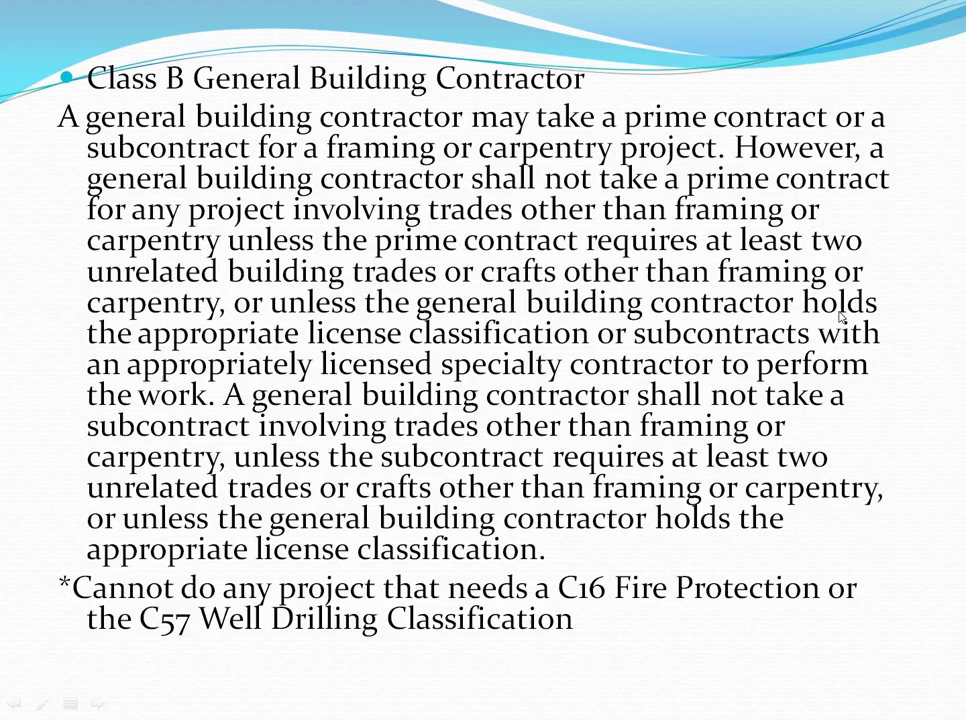 Class B General Building Contractor
A general building contractor may take a prime contract or a
subcontract for a framing or carpentry project. However, a
general building contractor shall not take a prime contract
for any project involving trades other than framing or
carpentry unless the prime contract requires at least two
unrelated building trades or crafts other than framing or
carpentry, or unless the general building contractor holds
the appropriate license classification or subcontracts with
an appropriately licensed specialty contractor to perform
the work. A general building contractor shall not take a
subcontract involving trades other than framing or
carpentry, unless the subcontract requires at least two
unrelated trades or crafts other than framing or carpentry,
or unless the general building contractor holds the
appropriate license classification.
*Cannot do any project that needs a C16 Fire Protection or
the C57 Well Drilling Classification